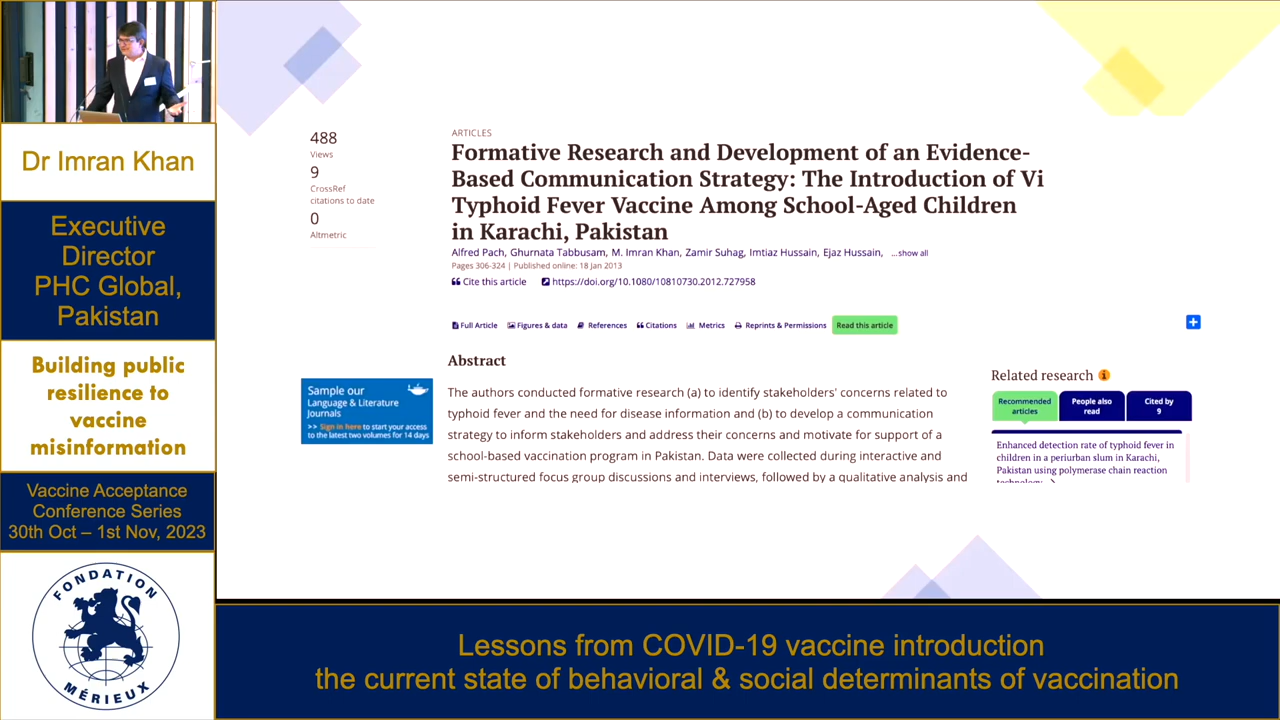 Dr Imran Khan
Executive
Director
PHC Global,
Pakistan
Building public
resilience to
vaccine
misinformation
Vaccine Acceptance
Conference Series
30th Oct – 1st Nov, 2023
FONDATION
MÉRIEUX
488
Views
9
CrossRef
citations to date
0
Altmetric
ARTICLES
Formative Research and Development of an Evidence-
Based Communication Strategy: The Introduction of Vi
Typhoid Fever Vaccine Among School-Aged Children
in Karachi, Pakistan
Alfred Pach, Ghurnata Tabbusam, M. Imran Khan, Zamir Suhag, Imtiaz Hussain, Ejaz Hussain, ...show all
Pages 306-324 | Published online: 18 Jan 2013
Cite this article https://doi.org/10.1080/10810730.2012.727958
Full Article Figures & data References Citations Metrics Reprints & Permissions Read this article
Abstract
The authors conducted formative research (a) to identify stakeholders' concerns related to
typhoid fever and the need for disease information and (b) to develop a communication
strategy to inform stakeholders and address their concerns and motivate for support of a
school-based vaccination program in Pakistan. Data were collected during interactive and
semi-structured focus group discussions and interviews, followed by a qualitative analysis and
Sample our
Language & Literature
Journals
>> Sign in here to start your access
to the latest two volumes for 14 days
Related research
Recommended
articles
People also
read
Cited by
9
Enhanced detection rate of typhoid fever in
children in a periurban slum in Karachi,
Pakistan using polymerase chain reaction
technology
Lessons from COVID-19 vaccine introduction
the current state of behavioral & social determinants of vaccination